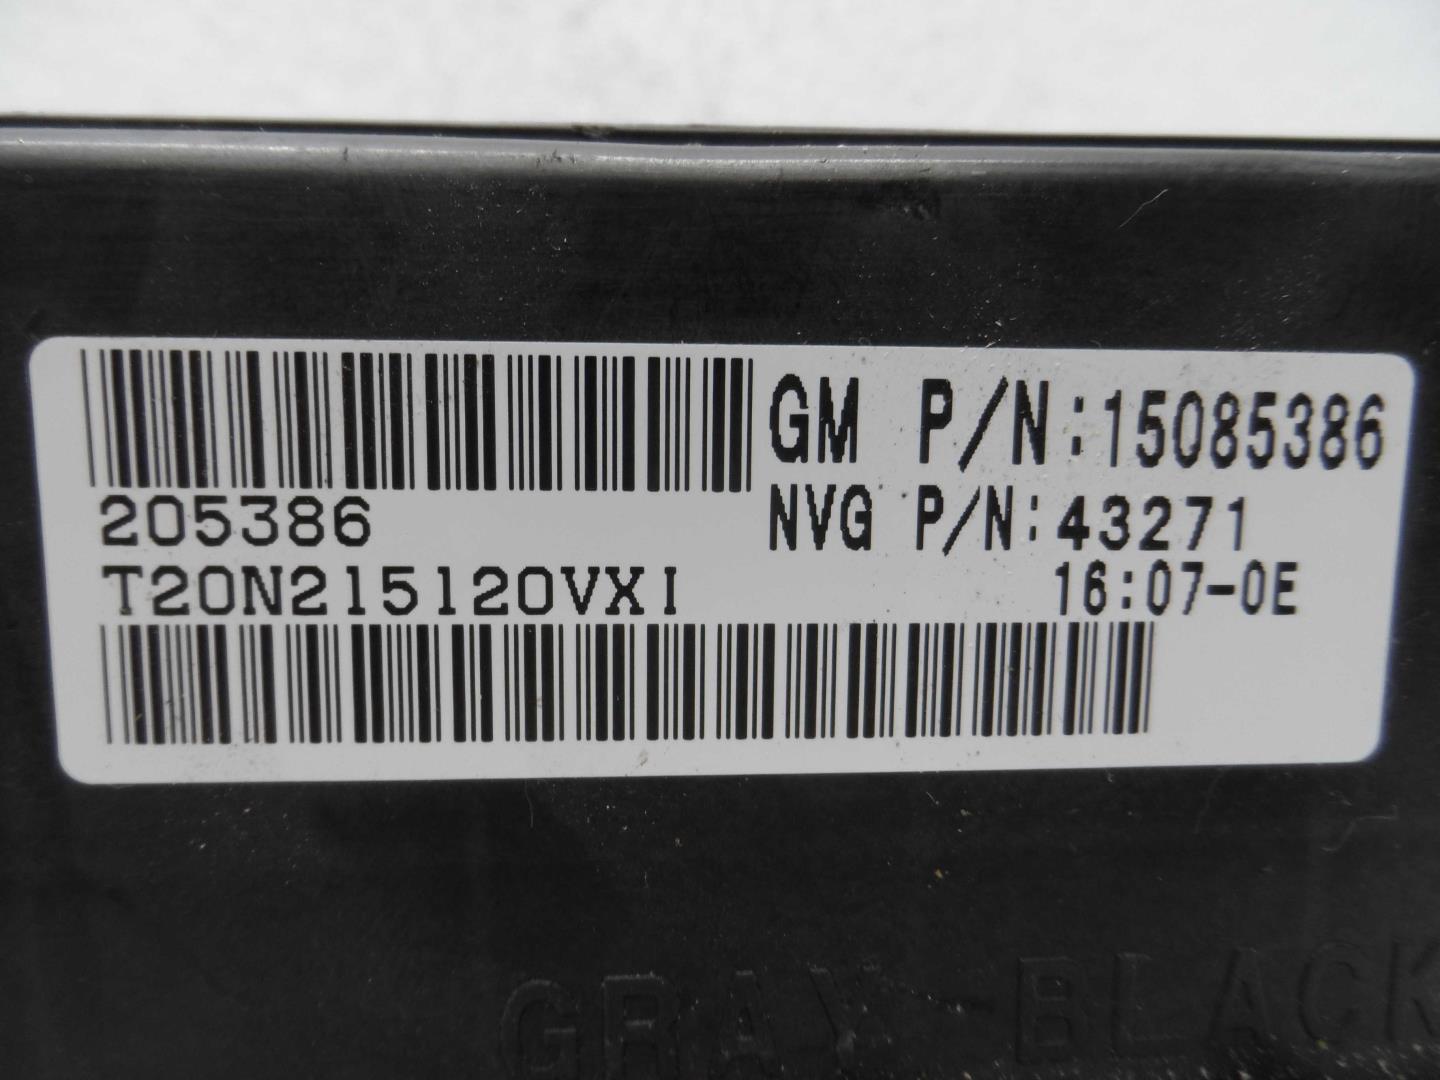 GM P/N:15085386
205386
NVG P/N:43271
T20N215120VXI
16:07-0E
GRAY-BLACK